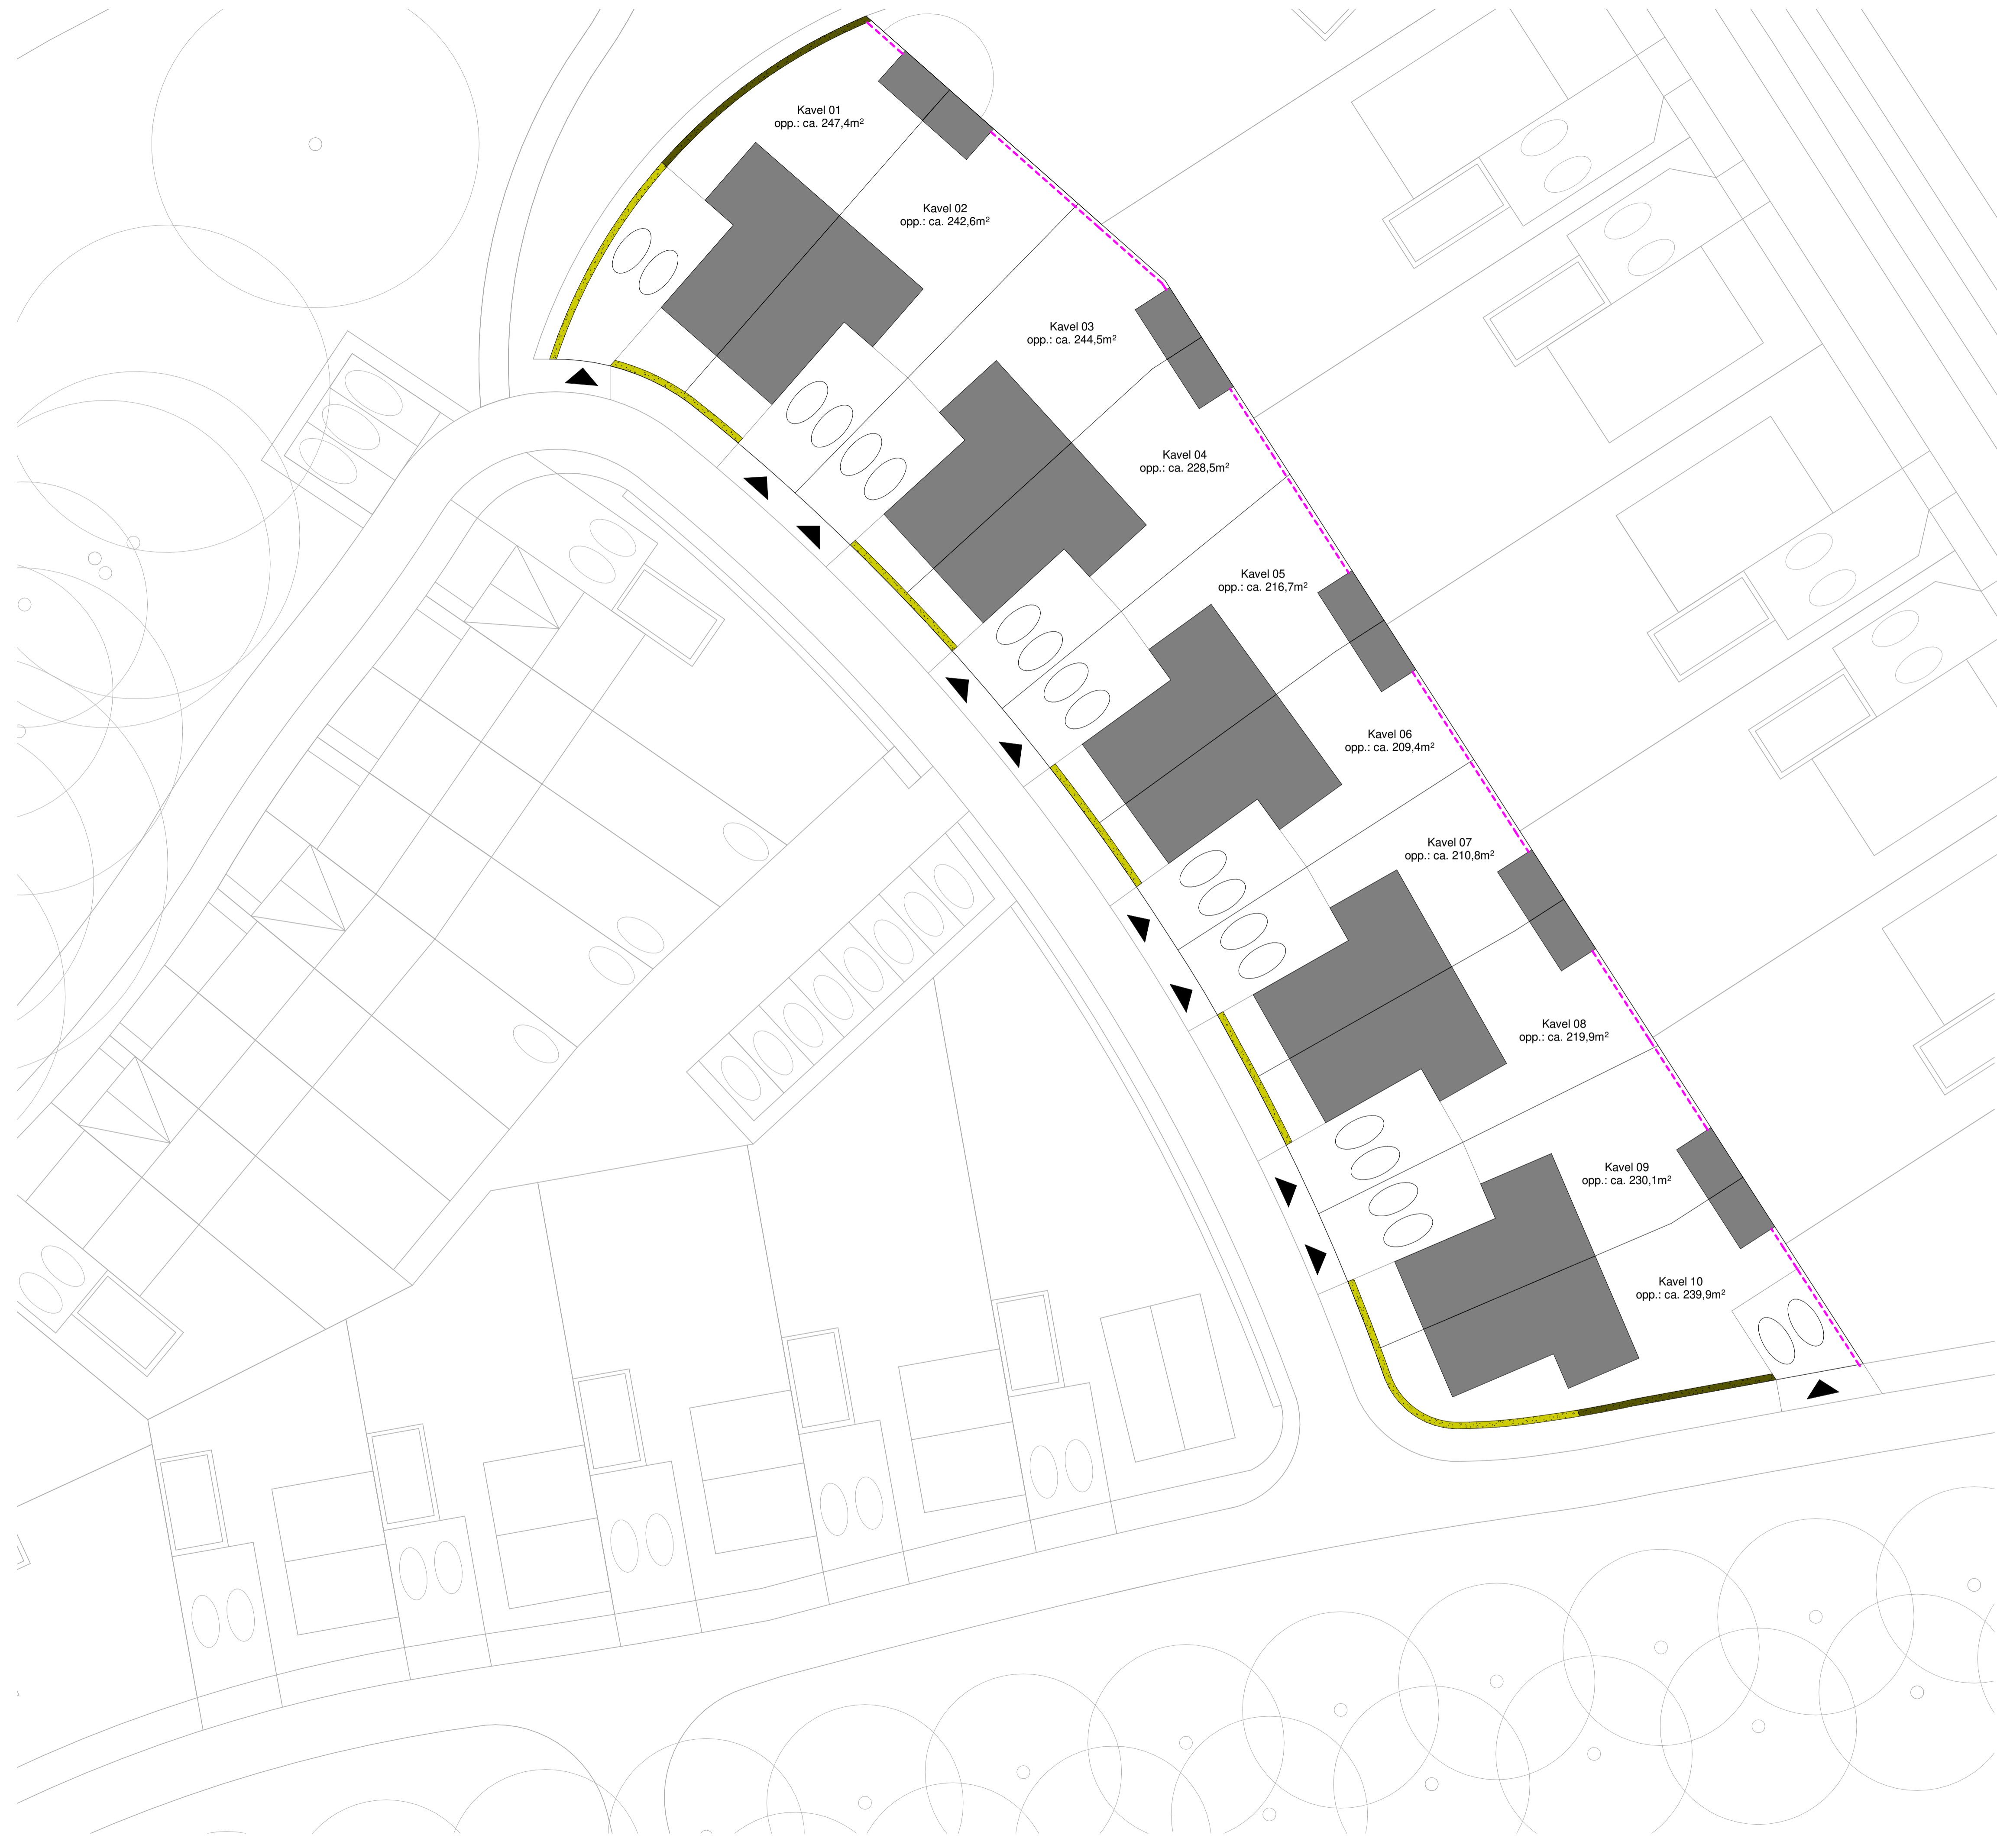 Kavel 01
opp.: ca. 247,4m²
Kavel 02
opp.: ca. 242,6m²
Kavel 03
opp.: ca. 244,5m²
Kavel 04
opp.: ca. 228,5m²
Kavel 05
opp.: ca. 216,7m²
Kavel 06
opp.: ca. 209,4m²
Kavel 07
opp.: ca. 210,8m²
Kavel 08
opp.: ca. 219,9m²
Kavel 09
opp.: ca. 230,1m²
Kavel 10
opp.: ca. 239,9m²